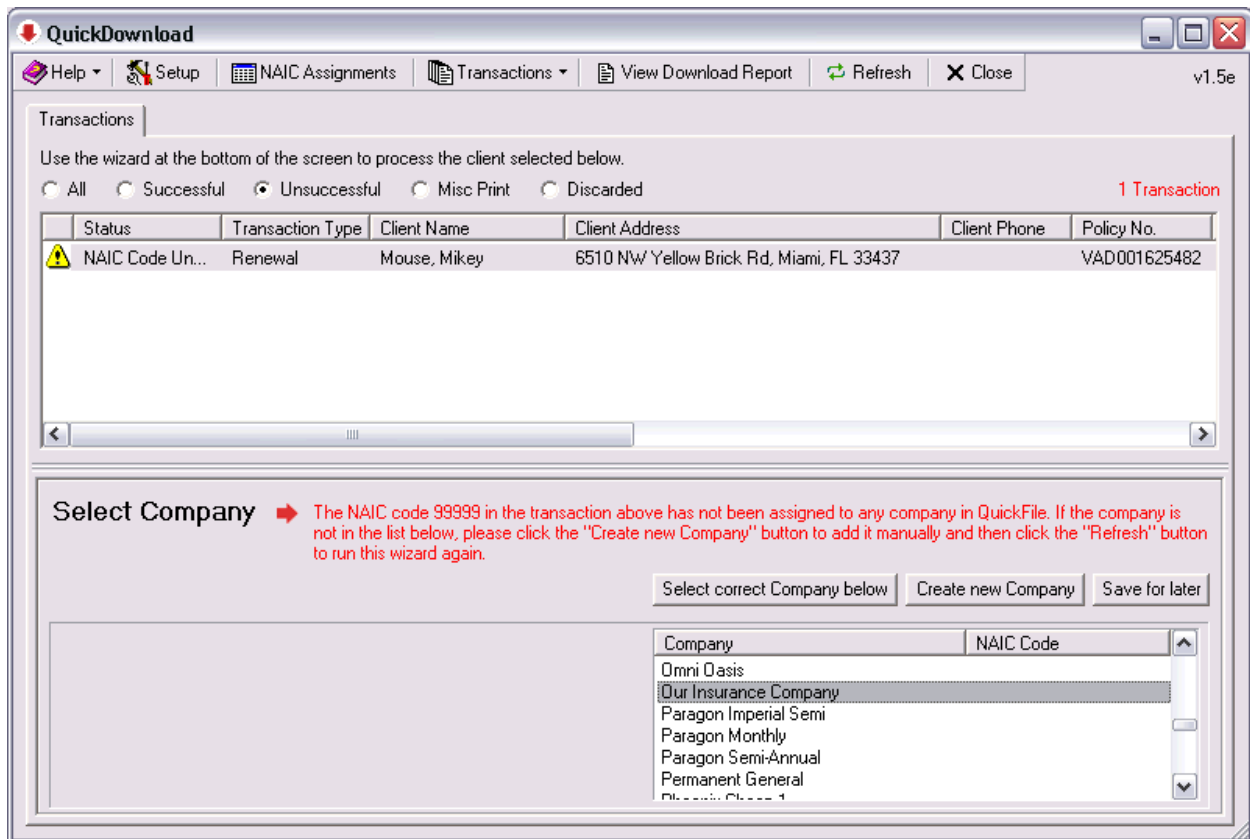 QuickDownload
Help Setup NAIC Assignments Transactions View Download Report Refresh Close v1.5e
Transactions
Use the wizard at the bottom of the screen to process the client selected below.
All Successful Unsuccessful Misc Print Discarded 1 Transaction
Status Transaction Type Client Name Client Address Client Phone Policy No.
NAIC Code Un... Renewal Mouse, Mikey 6510 NW Yellow Brick Rd, Miami, FL 33437 VAD001625482
Select Company The NAIC code 99999 in the transaction above has not been assigned to any company in QuickFile. If the company is
not in the list below, please click the "Create new Company" button to add it manually and then click the "Refresh" button
to run this wizard again.
Select correct Company below Create new Company Save for later
Company NAIC Code
Omni Oasis
Our Insurance Company
Paragon Imperial Semi
Paragon Monthly
Paragon Semi-Annual
Permanent General